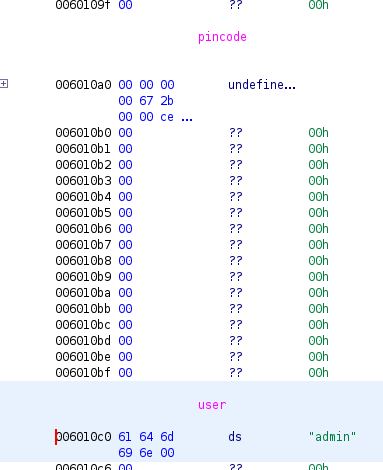 0060109f 00 ?? 00h
pincode
006010a0 00 00 00 undefine...
00 67 2b
00 00 ce ...
006010b0 00 ?? 00h
006010b1 00 ?? 00h
006010b2 00 ?? 00h
006010b3 00 ?? 00h
006010b4 00 ?? 00h
006010b5 00 ?? 00h
006010b6 00 ?? 00h
006010b7 00 ?? 00h
006010b8 00 ?? 00h
006010b9 00 ?? 00h
006010ba 00 ?? 00h
006010bb 00 ?? 00h
006010bc 00 ?? 00h
006010bd 00 ?? 00h
006010be 00 ?? 00h
006010bf 00 ?? 00h
user
006010c0 61 64 6d ds "admin"
69 6e 00
006010c6 00 ?? 00h